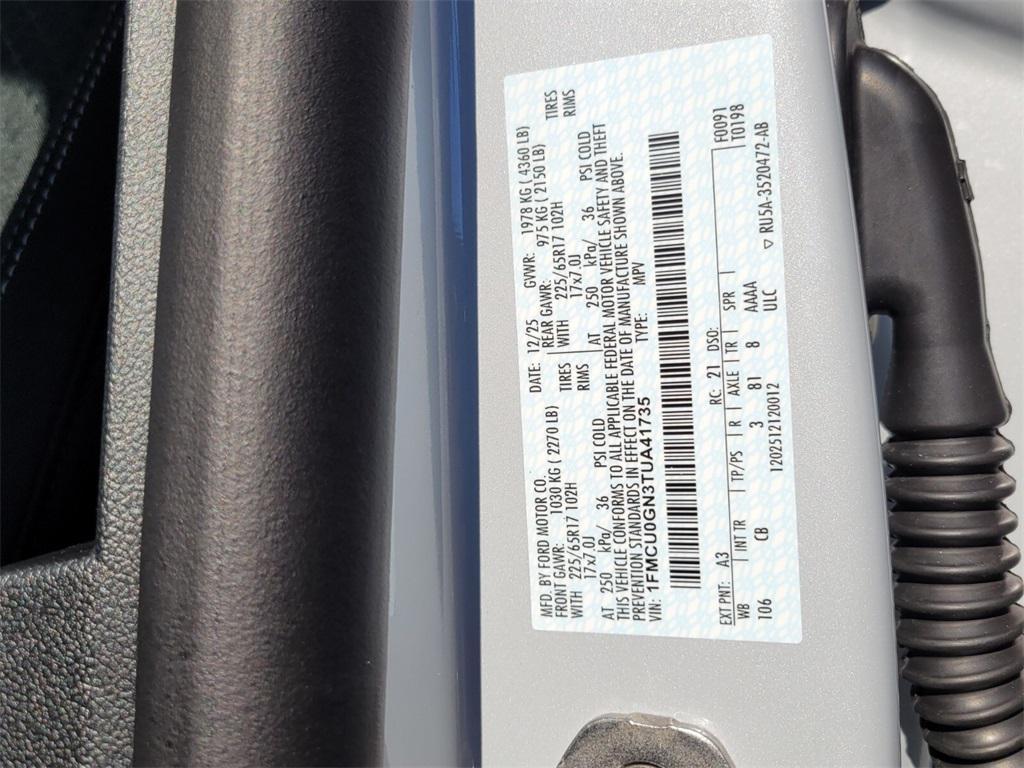 MFD. BY FORD MOTOR CO. DATE: 12/25 GVWR: 1978 KG ( 4360 LB)
FRONT GAWR: 1030 KG ( 2270 LB) REAR GAWR: 975 KG ( 2150 LB)
WITH 225/65R17 102H TIRES WITH 225/65R17 102H TIRES
17x7.0J RIMS 17x7.0J RIMS
AT 250 kPa/ 36 PSI COLD AT 250 kPa/ 36 PSI COLD
THIS VEHICLE CONFORMS TO ALL APPLICABLE FEDERAL MOTOR VEHICLE SAFETY AND THEFT
PREVENTION STANDARDS IN EFFECT ON THE DATE OF MANUFACTURE SHOWN ABOVE.
VIN: 1FMCU0GN3TUA41735 TYPE: MPV
EXT PNT: A3 RC: 21 DSO: F0091
WB INT TR TP/PS R AXLE TR SPR T0198
106 CB 3 81 8 AAAA
1202512120012 ULC ▽ RU5A-3520472-AB